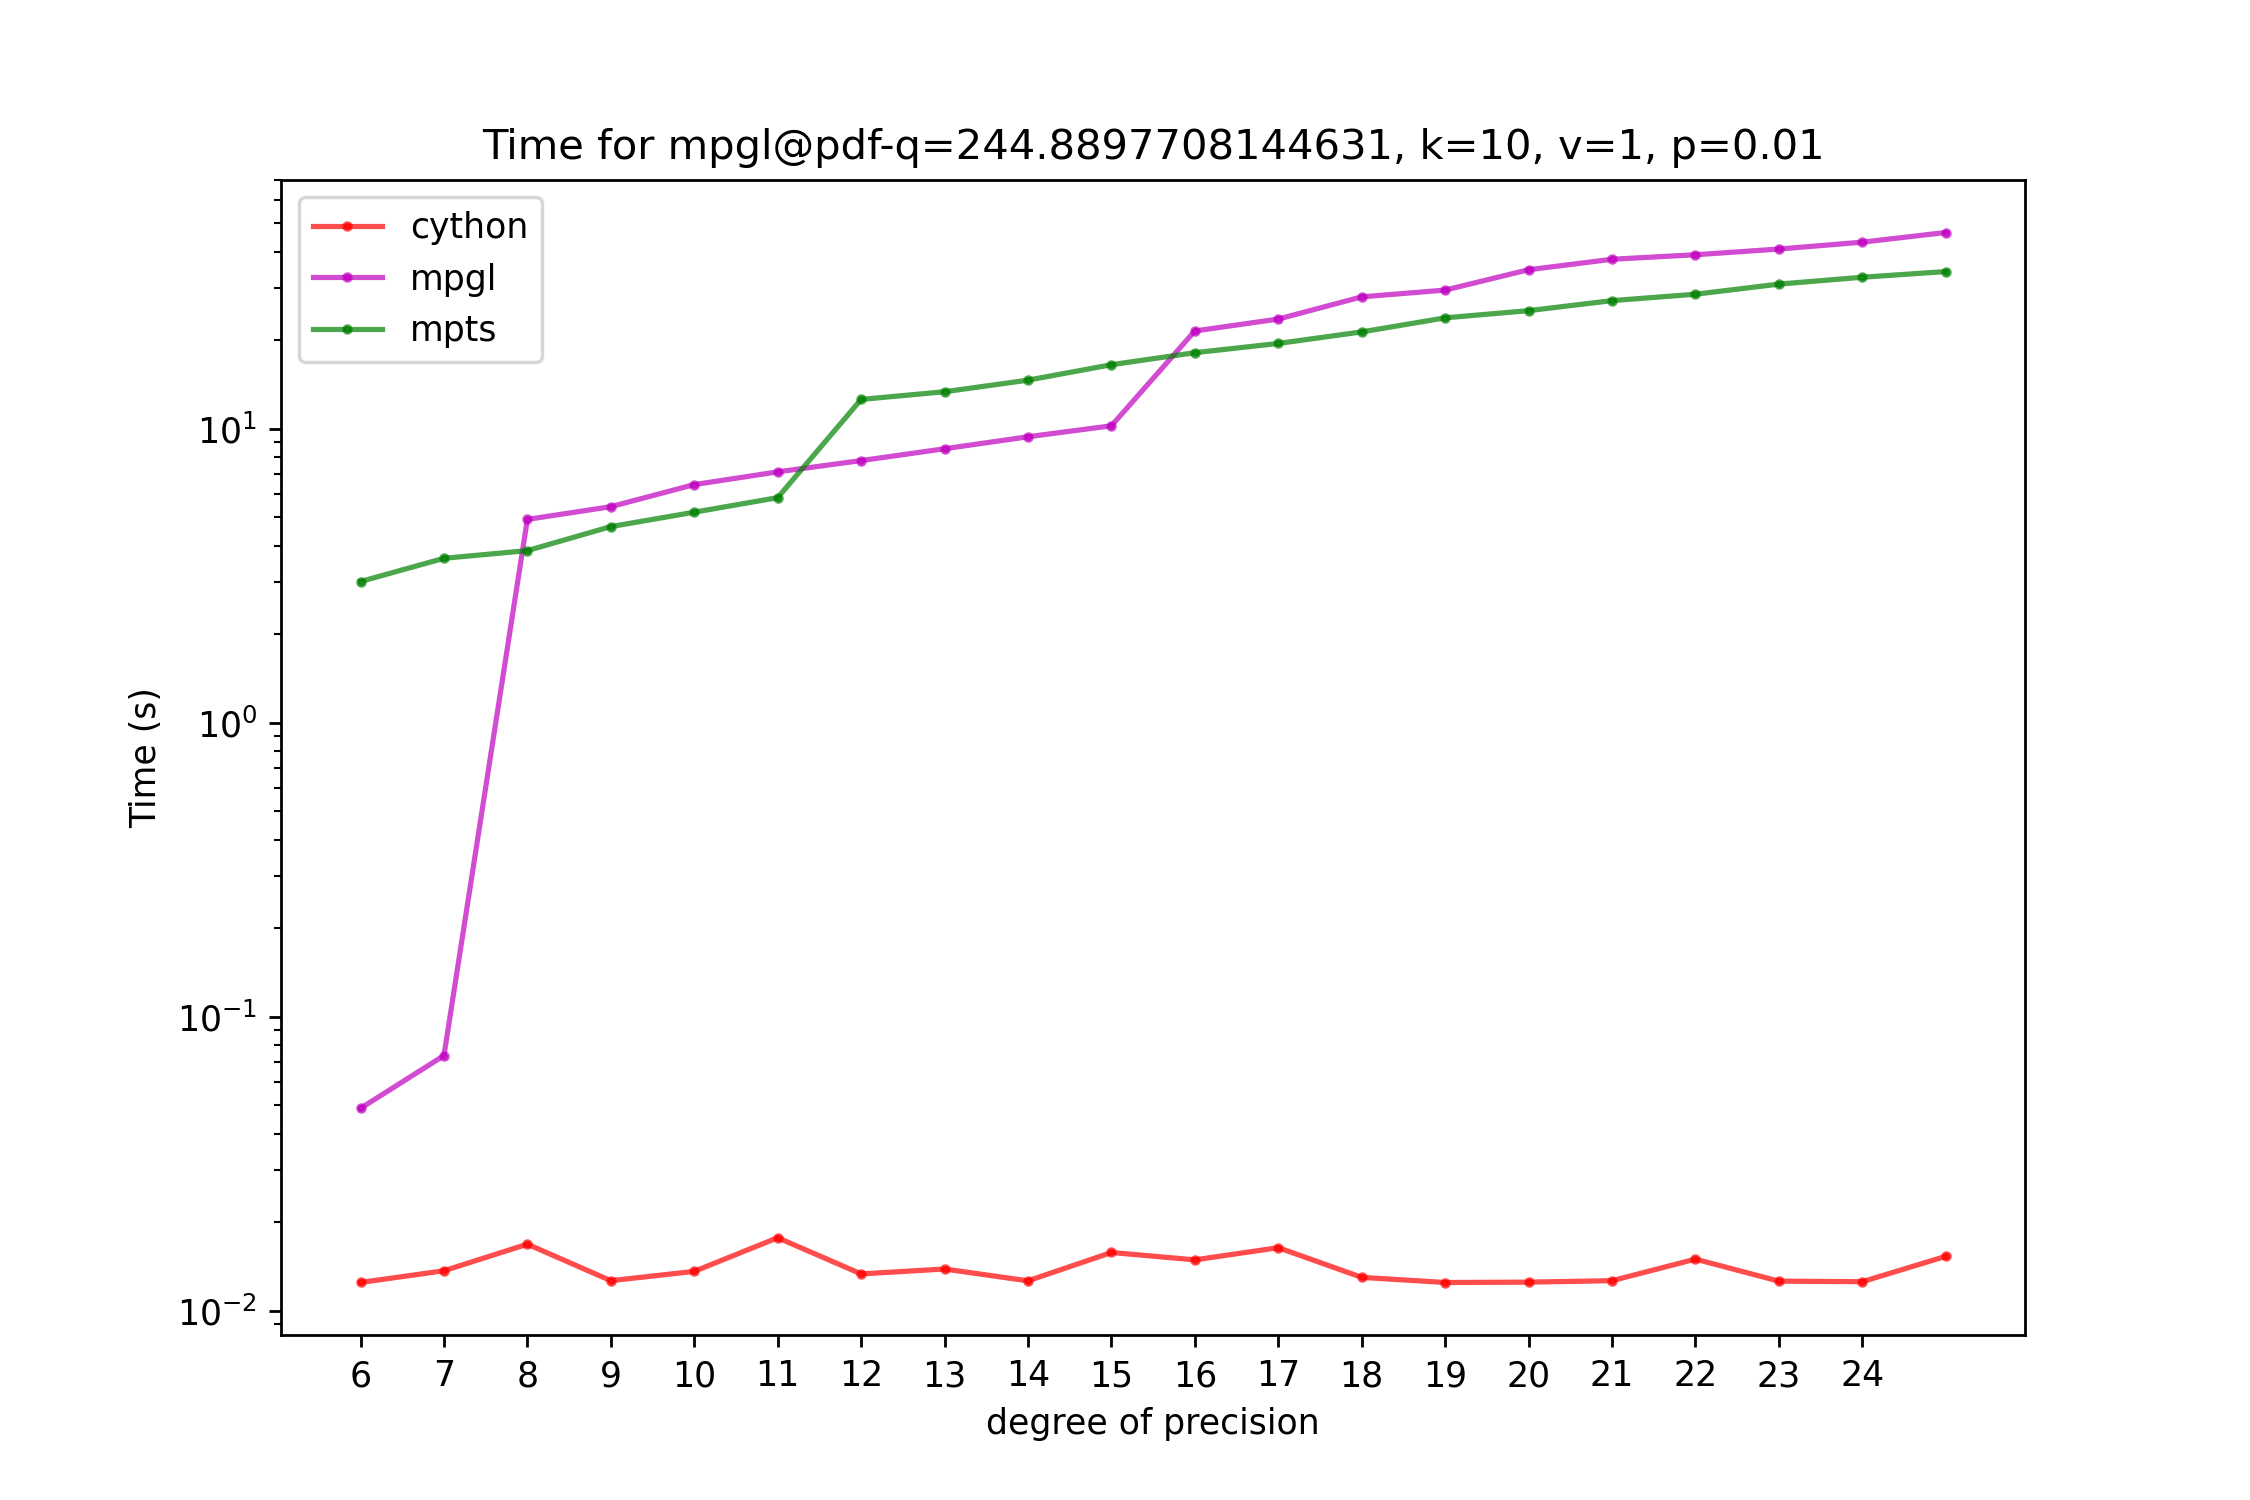 Time for mpgl@pdf-q=244.8897708144631, k=10, v=1, p=0.01
cython
mpgl
mpts
10¹
10⁰
10⁻¹
10⁻²
Time (s)
6 7 8 9 10 11 12 13 14 15 16 17 18 19 20 21 22 23 24
degree of precision